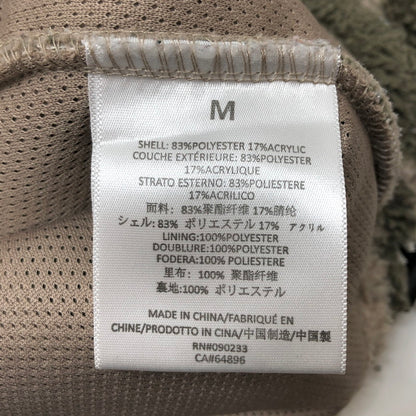 M
SHELL: 83%POLYESTER 17%ACRYLIC
COUCHE EXTÉRIEURE: 83%POLYESTER
17%ACRYLIQUE
STRATO ESTERNO: 83%POLIESTERE
17%ACRILICO
面料: 83%聚酯纤维 17%腈纶
シェル: 83% ポリエステル 17% アクリル
LINING:100%POLYESTER
DOUBLURE:100%POLYESTER
FODERA:100%POLIESTERE
里布: 100% 聚酯纤维
裏地:100% ポリエステル
MADE IN CHINA/FABRIQUÉ EN
CHINE/PRODOTTO IN CINA/中国制造/中国製
RN#090233
CA#64896